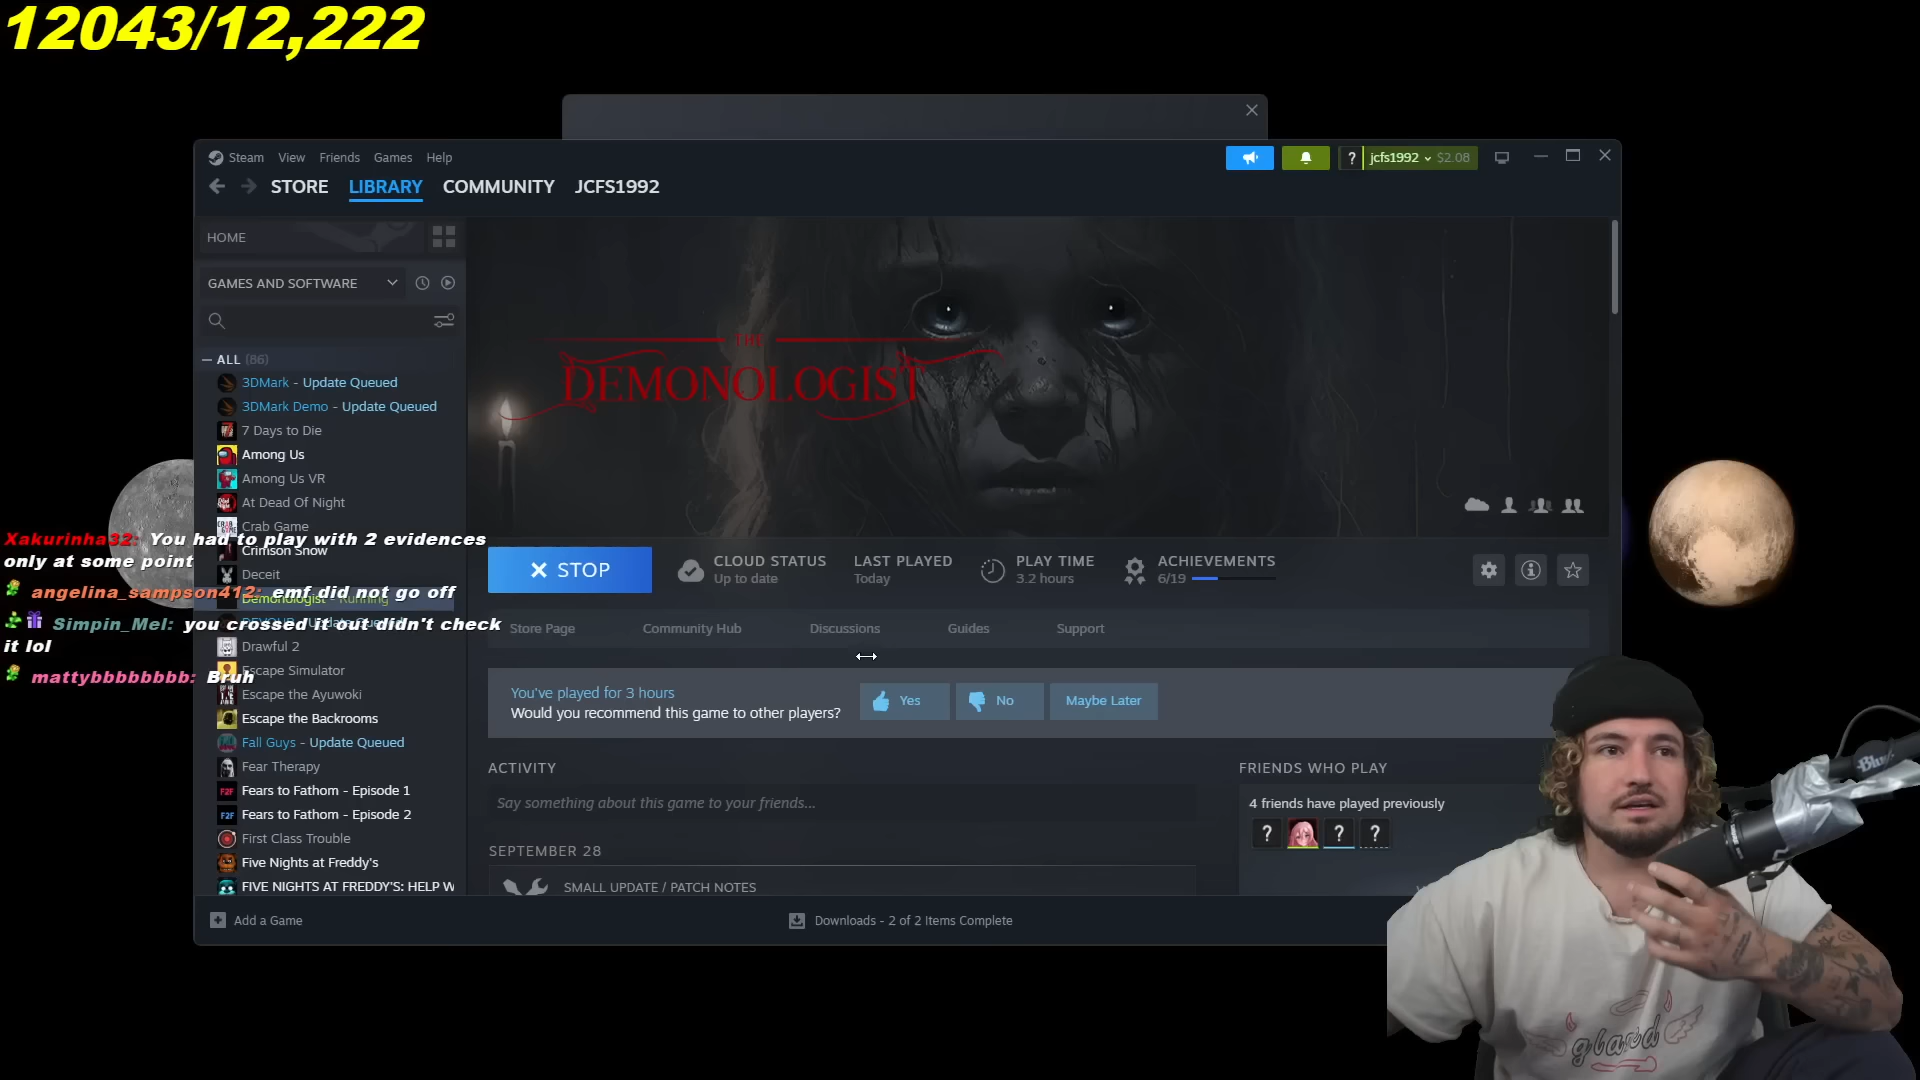 12043/12,222
Steam View Friends Games Help
jcfs1992 $2.08
STORE LIBRARY COMMUNITY JCFS1992
HOME
GAMES AND SOFTWARE
ALL (86)
3DMark - Update Queued
3DMark Demo - Update Queued
7 Days to Die
Among Us
Among Us VR
At Dead Of Night
Crab Game
Crimson Snow
Deceit
Demonologist - Running
Drawful 2
Escape Simulator
Escape the Ayuwoki
Escape the Backrooms
Fall Guys - Update Queued
Fear Therapy
Fears to Fathom - Episode 1
Fears to Fathom - Episode 2
First Class Trouble
Five Nights at Freddy's
FIVE NIGHTS AT FREDDY'S: HELP W
Xakurinha32: You had to play with 2 evidences
only at some point
angelina_sampson412: emf did not go off
Simpin_Mel: you crossed it out didn't check
it lol
mattybbbbbbbb: Bruh
THE
DEMONOLOGIST
STOP
CLOUD STATUS
Up to date
LAST PLAYED
Today
PLAY TIME
3.2 hours
ACHIEVEMENTS
6/19
Store Page Community Hub Discussions Guides Support
You've played for 3 hours
Would you recommend this game to other players?
Yes No Maybe Later
ACTIVITY
Say something about this game to your friends...
SEPTEMBER 28
SMALL UPDATE / PATCH NOTES
FRIENDS WHO PLAY
4 friends have played previously
Add a Game
Downloads - 2 of 2 Items Complete
Blue
gland